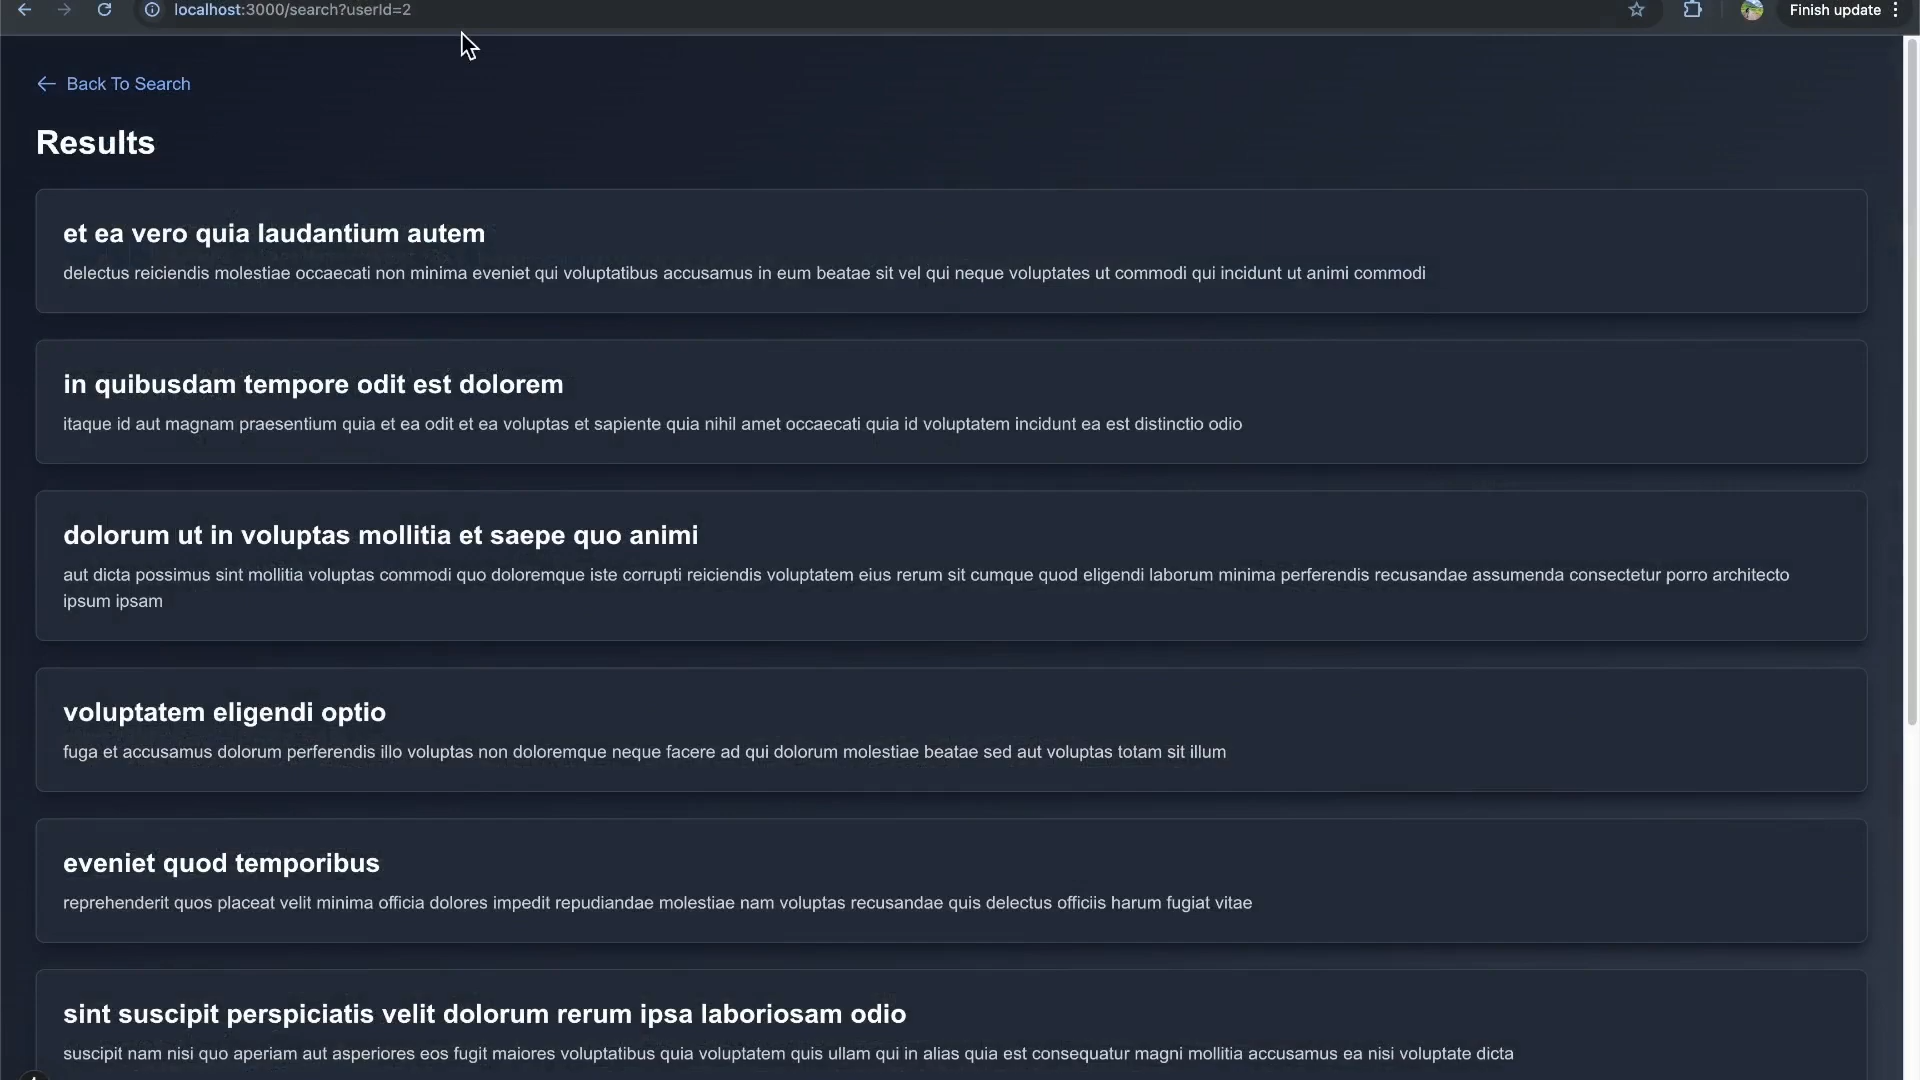 localhost:3000/search?userId=2
Finish update
Back To Search
Results
et ea vero quia laudantium autem
delectus reiciendis molestiae occaecati non minima eveniet qui voluptatibus accusamus in eum beatae sit vel qui neque voluptates ut commodi qui incidunt ut animi commodi
in quibusdam tempore odit est dolorem
itaque id aut magnam praesentium quia et ea odit et ea voluptas et sapiente quia nihil amet occaecati quia id voluptatem incidunt ea est distinctio odio
dolorum ut in voluptas mollitia et saepe quo animi
aut dicta possimus sint mollitia voluptas commodi quo doloremque iste corrupti reiciendis voluptatem eius rerum sit cumque quod eligendi laborum minima perferendis recusandae assumenda consectetur porro architecto
ipsum ipsam
voluptatem eligendi optio
fuga et accusamus dolorum perferendis illo voluptas non doloremque neque facere ad qui dolorum molestiae beatae sed aut voluptas totam sit illum
eveniet quod temporibus
reprehenderit quos placeat velit minima officia dolores impedit repudiandae molestiae nam voluptas recusandae quis delectus officiis harum fugiat vitae
sint suscipit perspiciatis velit dolorum rerum ipsa laboriosam odio
suscipit nam nisi quo aperiam aut asperiores eos fugit maiores voluptatibus quia voluptatem quis ullam qui in alias quia est consequatur magni mollitia accusamus ea nisi voluptate dicta